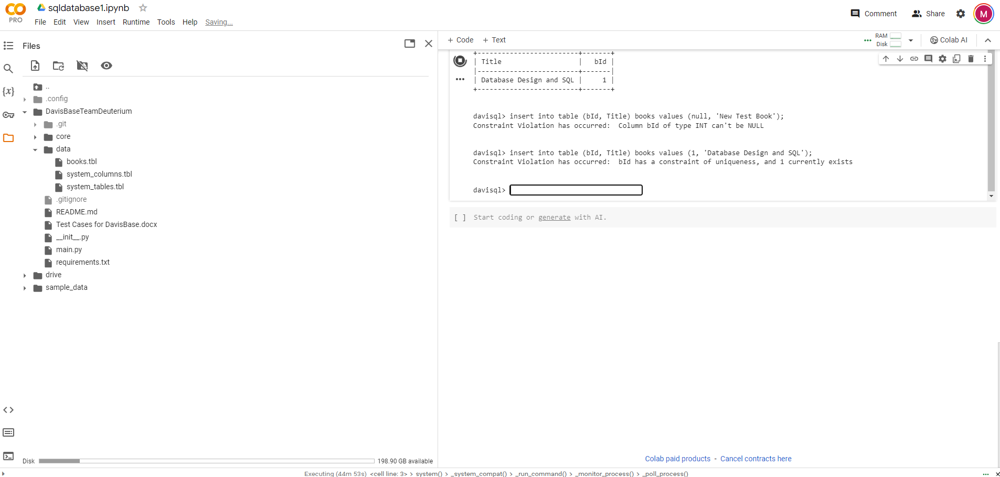 sqldatabase1.ipynb
PRO
File Edit View Insert Runtime Tools Help Saving...
Comment Share M
Files
+ Code + Text
RAM
Disk
Colab AI
+-------------------------+-------+
| Title | bId |
|-------------------------+-------|
| Database Design and SQL | 1 |
+-------------------------+-------+
davisql> insert into table (bId, Title) books values (null, 'New Test Book');
Constraint Violation has occurred: Column bId of type INT can't be NULL
davisql> insert into table (bId, Title) books values (1, 'Database Design and SQL');
Constraint Violation has occurred: bId has a constraint of uniqueness, and 1 currently exists
davisql>
[ ] Start coding or generate with AI.
{x}
..
.config
DavisBaseTeamDeuterium
.git
core
data
books.tbl
system_columns.tbl
system_tables.tbl
.gitignore
README.md
Test Cases for DavisBase.docx
__init__.py
main.py
requirements.txt
drive
sample_data
Disk 198.90 GB available
Colab paid products - Cancel contracts here
Executing (44m 53s) <cell line: 3> > system() > _system_compat() > _run_command() > _monitor_process() > _poll_process()